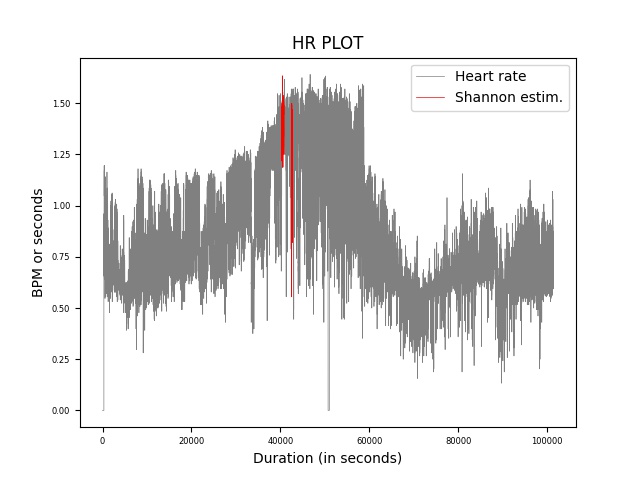 HR PLOT
Heart rate
Shannon estim.
BPM or seconds
1.50
1.25
1.00
0.75
0.50
0.25
0.00
0 20000 40000 60000 80000 100000
Duration (in seconds)